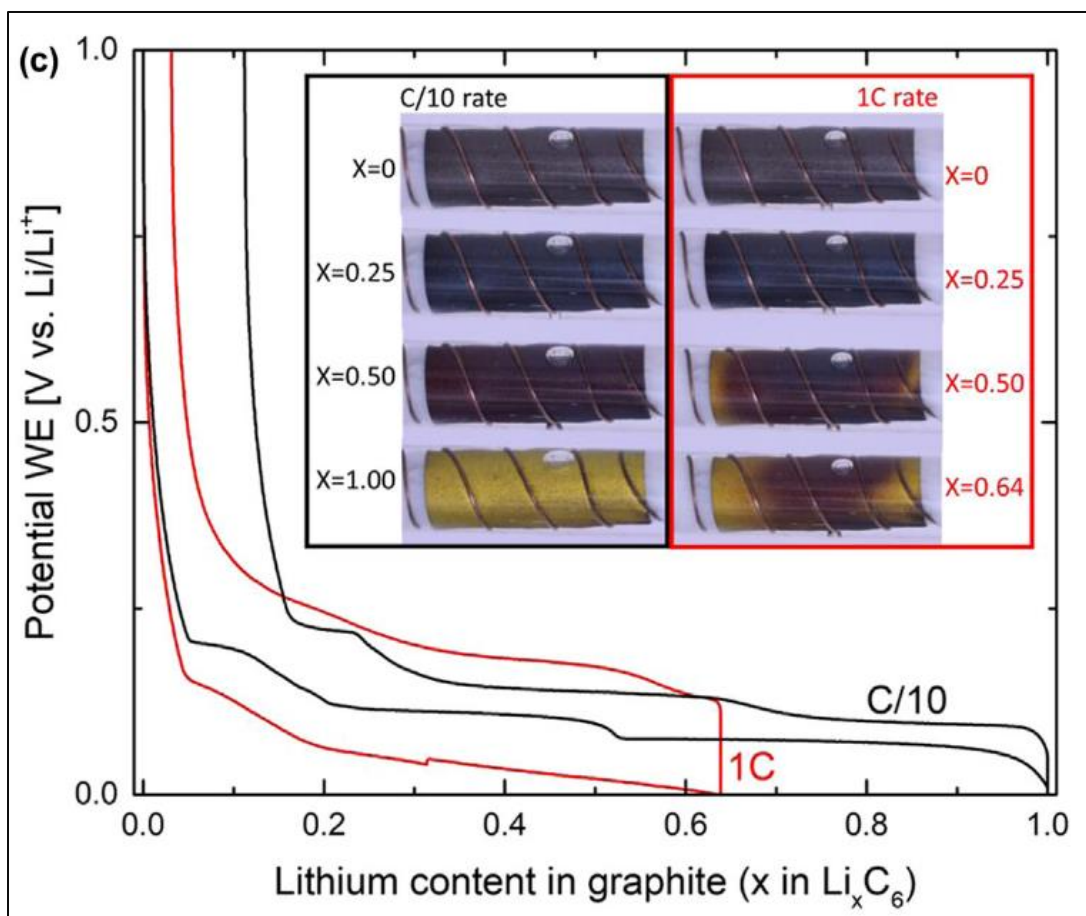 (c)
1.0
0.5
0.0
Potential WE [V vs. Li/Li⁺]
C/10 rate
X=0
X=0.25
X=0.50
X=1.00
1C rate
X=0
X=0.25
X=0.50
X=0.64
C/10
1C
0.0 0.2 0.4 0.6 0.8 1.0
Lithium content in graphite (x in LiₓC₆)